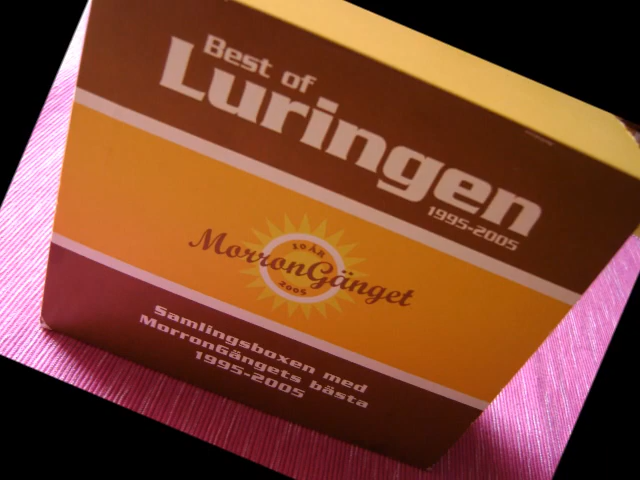 Best of
Luringen
1995-2005
10 ÅR
MorronGänget
2005
Samlingsboxen med
MorronGängets bästa
1995-2005